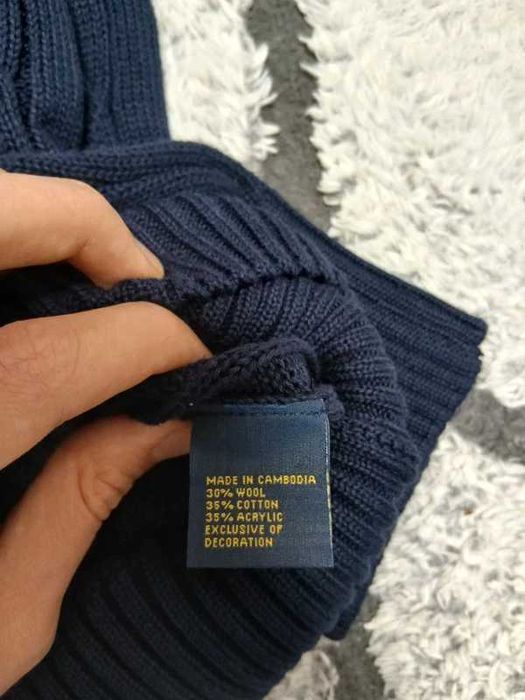 MADE IN CAMBODIA
30% WOOL
35% COTTON
35% ACRYLIC
EXCLUSIVE OF
DECORATION